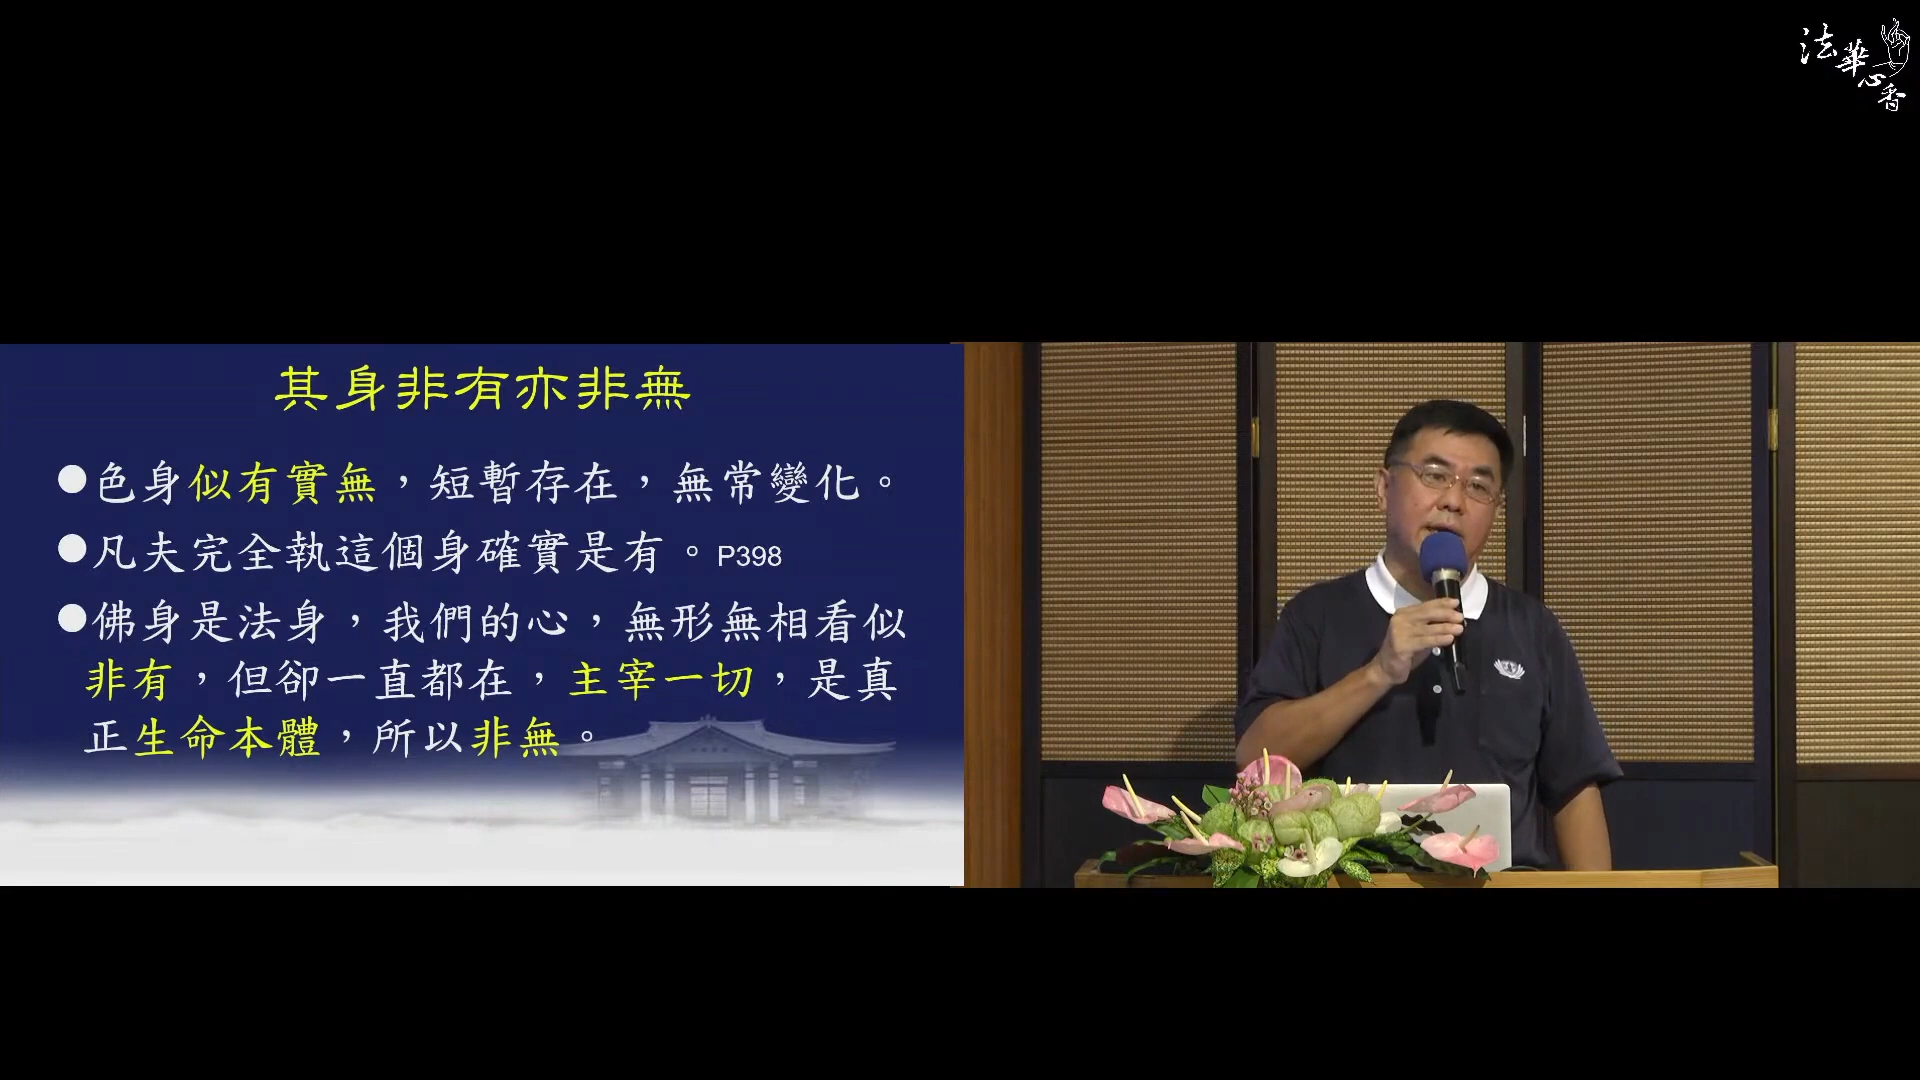 法華心香
其身非有亦非無
●色身似有實無，短暫存在，無常變化。
●凡夫完全執這個身確實是有。P398
●佛身是法身，我們的心，無形無相看似
非有，但卻一直都在，主宰一切，是真
正生命本體，所以非無。